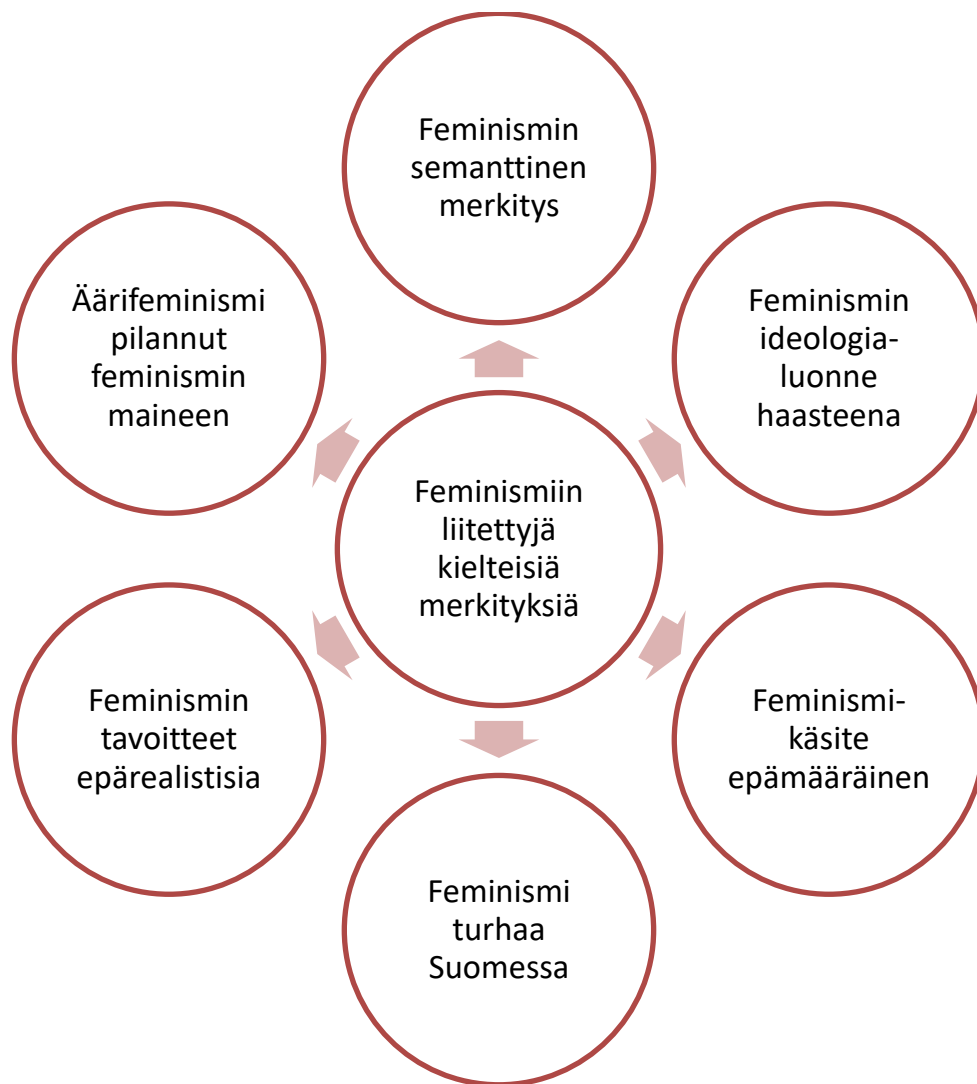 Feminismin
semanttinen
merkitys
Äärifeminismi
pilannut
feminismin
maineen
Feminismin
ideologia-
luonne
haasteena
Feminismiin
liitettyjä
kielteisiä
merkityksiä
Feminismin
tavoitteet
epärealistisia
Feminismi-
käsite
epämääräinen
Feminismi
turhaa
Suomessa